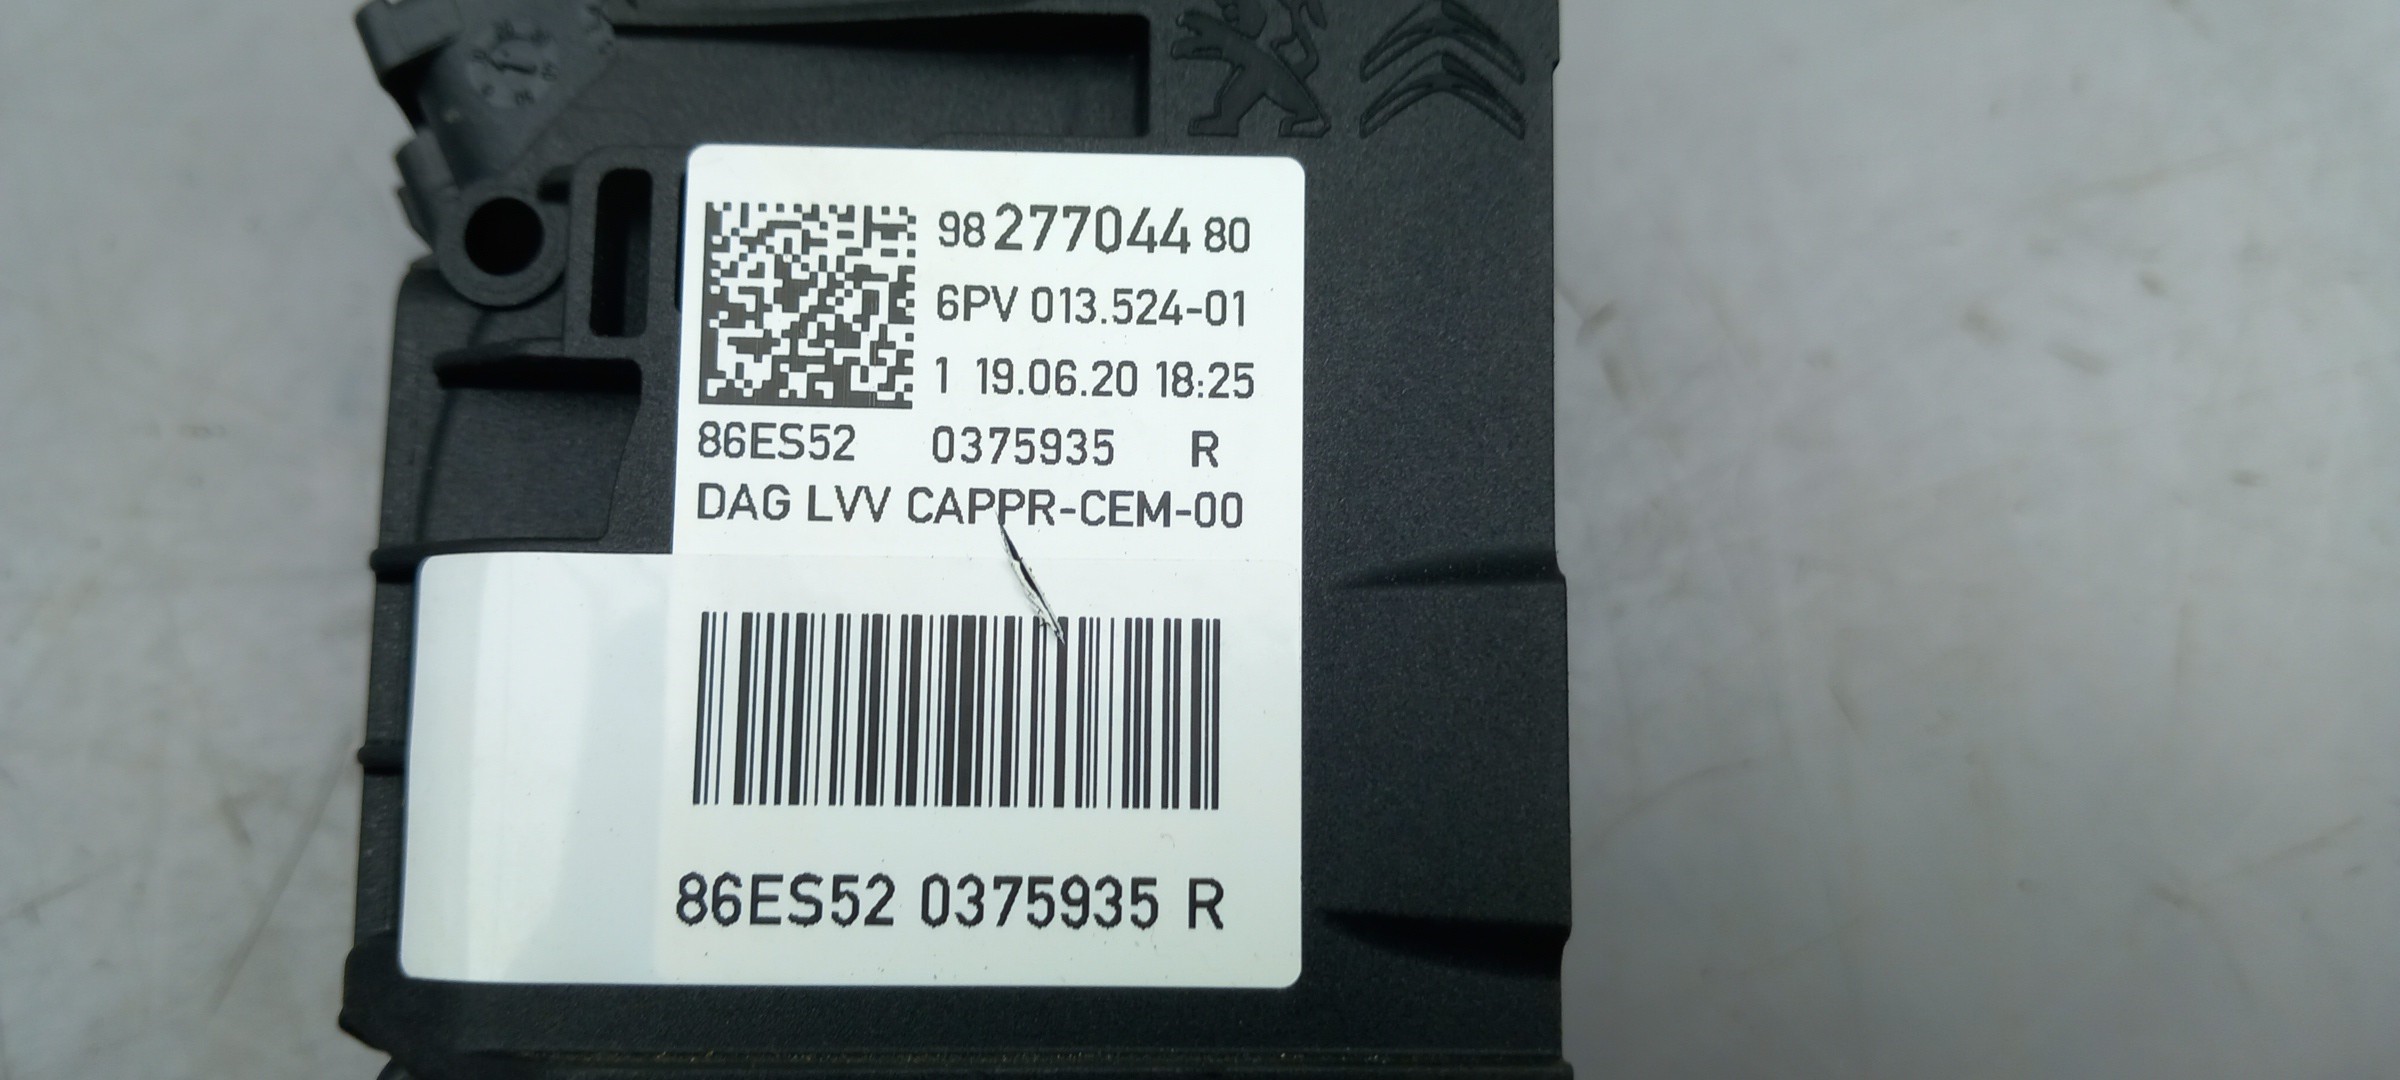 98 277044 80
6PV 013.524-01
1 19.06.20 18:25
86ES52 0375935 R
DAG LVV CAPPR-CEM-00
86ES52 0375935 R